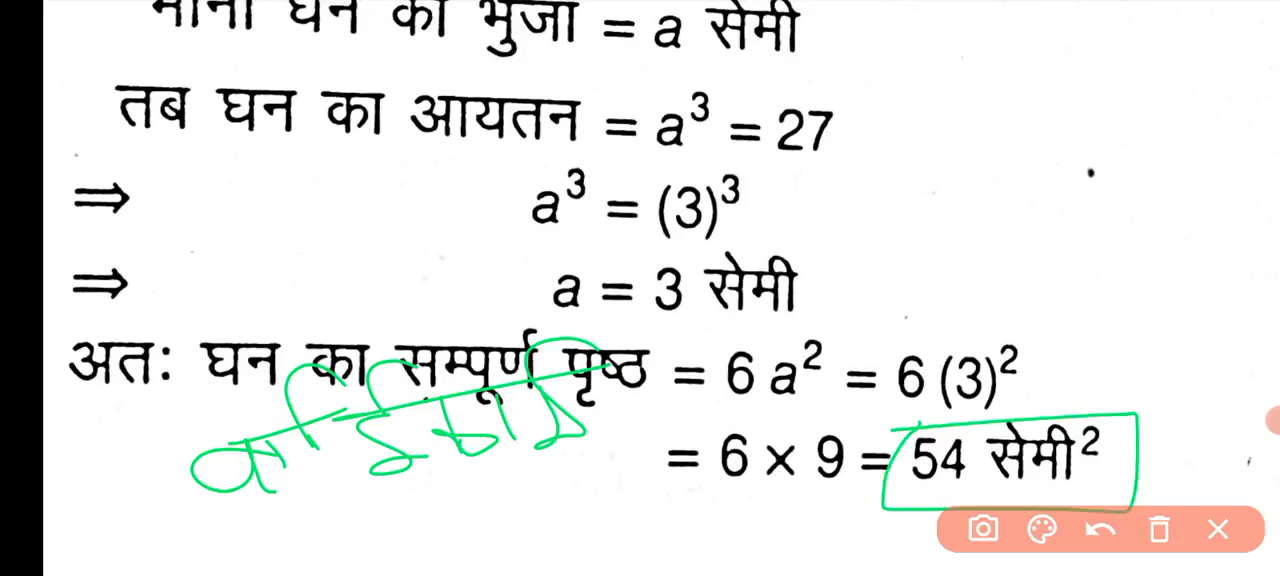 माना घन की भुजा = a सेमी
तब घन का आयतन = a³ = 27
⇒ a³ = (3)³
⇒ a = 3 सेमी
अतः घन का सम्पूर्ण पृष्ठ = 6 a² = 6 (3)²
= 6 × 9 = 54 सेमी²